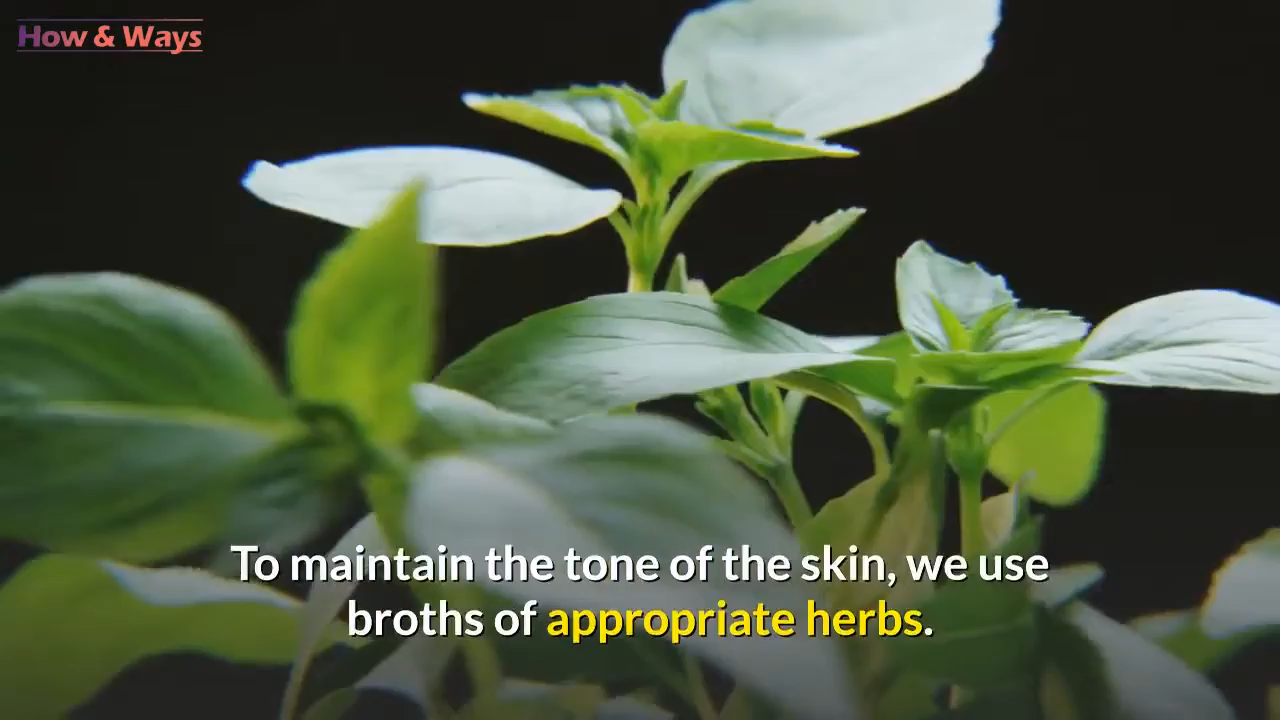 How & Ways
To maintain the tone of the skin, we use
broths of appropriate herbs.